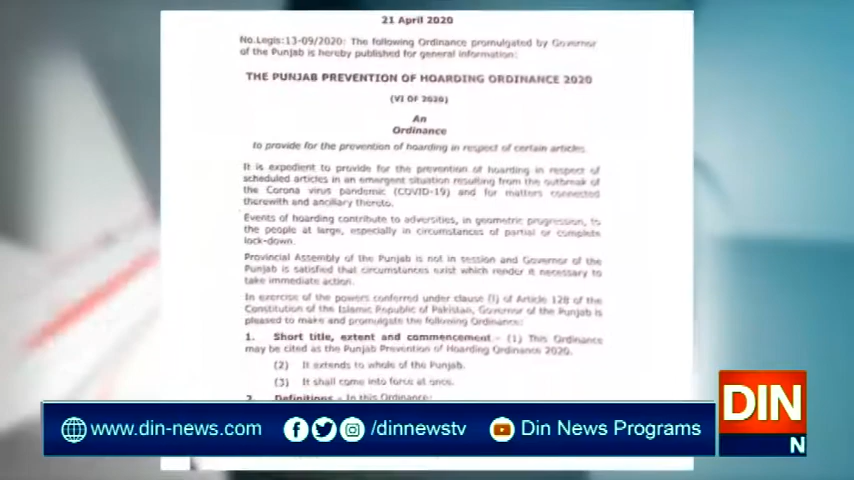 21 April 2020
No.Legis:13-09/2020: The following Ordinance promulgated by Governor
of the Punjab is hereby published for general information:
THE PUNJAB PREVENTION OF HOARDING ORDINANCE 2020
(VI OF 2020)
An
Ordinance
to provide for the prevention of hoarding in respect of certain articles.
It is expedient to provide for the prevention of hoarding in respect of
scheduled articles in an emergent situation resulting from the outbreak of
the Corona virus pandemic (COVID-19) and for matters connected
therewith and ancillary thereto.
Events of hoarding contribute to adversities, in geometric progression, to
the people at large, especially in circumstances of partial or complete
lock-down.
Provincial Assembly of the Punjab is not in session and Governor of the
Punjab is satisfied that circumstances exist which render it necessary to
take immediate action.
In exercise of the powers conferred under clause (I) of Article 128 of the
Constitution of the Islamic Republic of Pakistan, Governor of the Punjab is
pleased to make and promulgate the following Ordinance:
1. Short title, extent and commencement.- (1) This Ordinance
may be cited as the Punjab Prevention of Hoarding Ordinance 2020.
(2) It extends to whole of the Punjab.
(3) It shall come into force at once.
2. Definitions – In this Ordinance:
www.din-news.com /dinnewstv Din News Programs
DIN
N